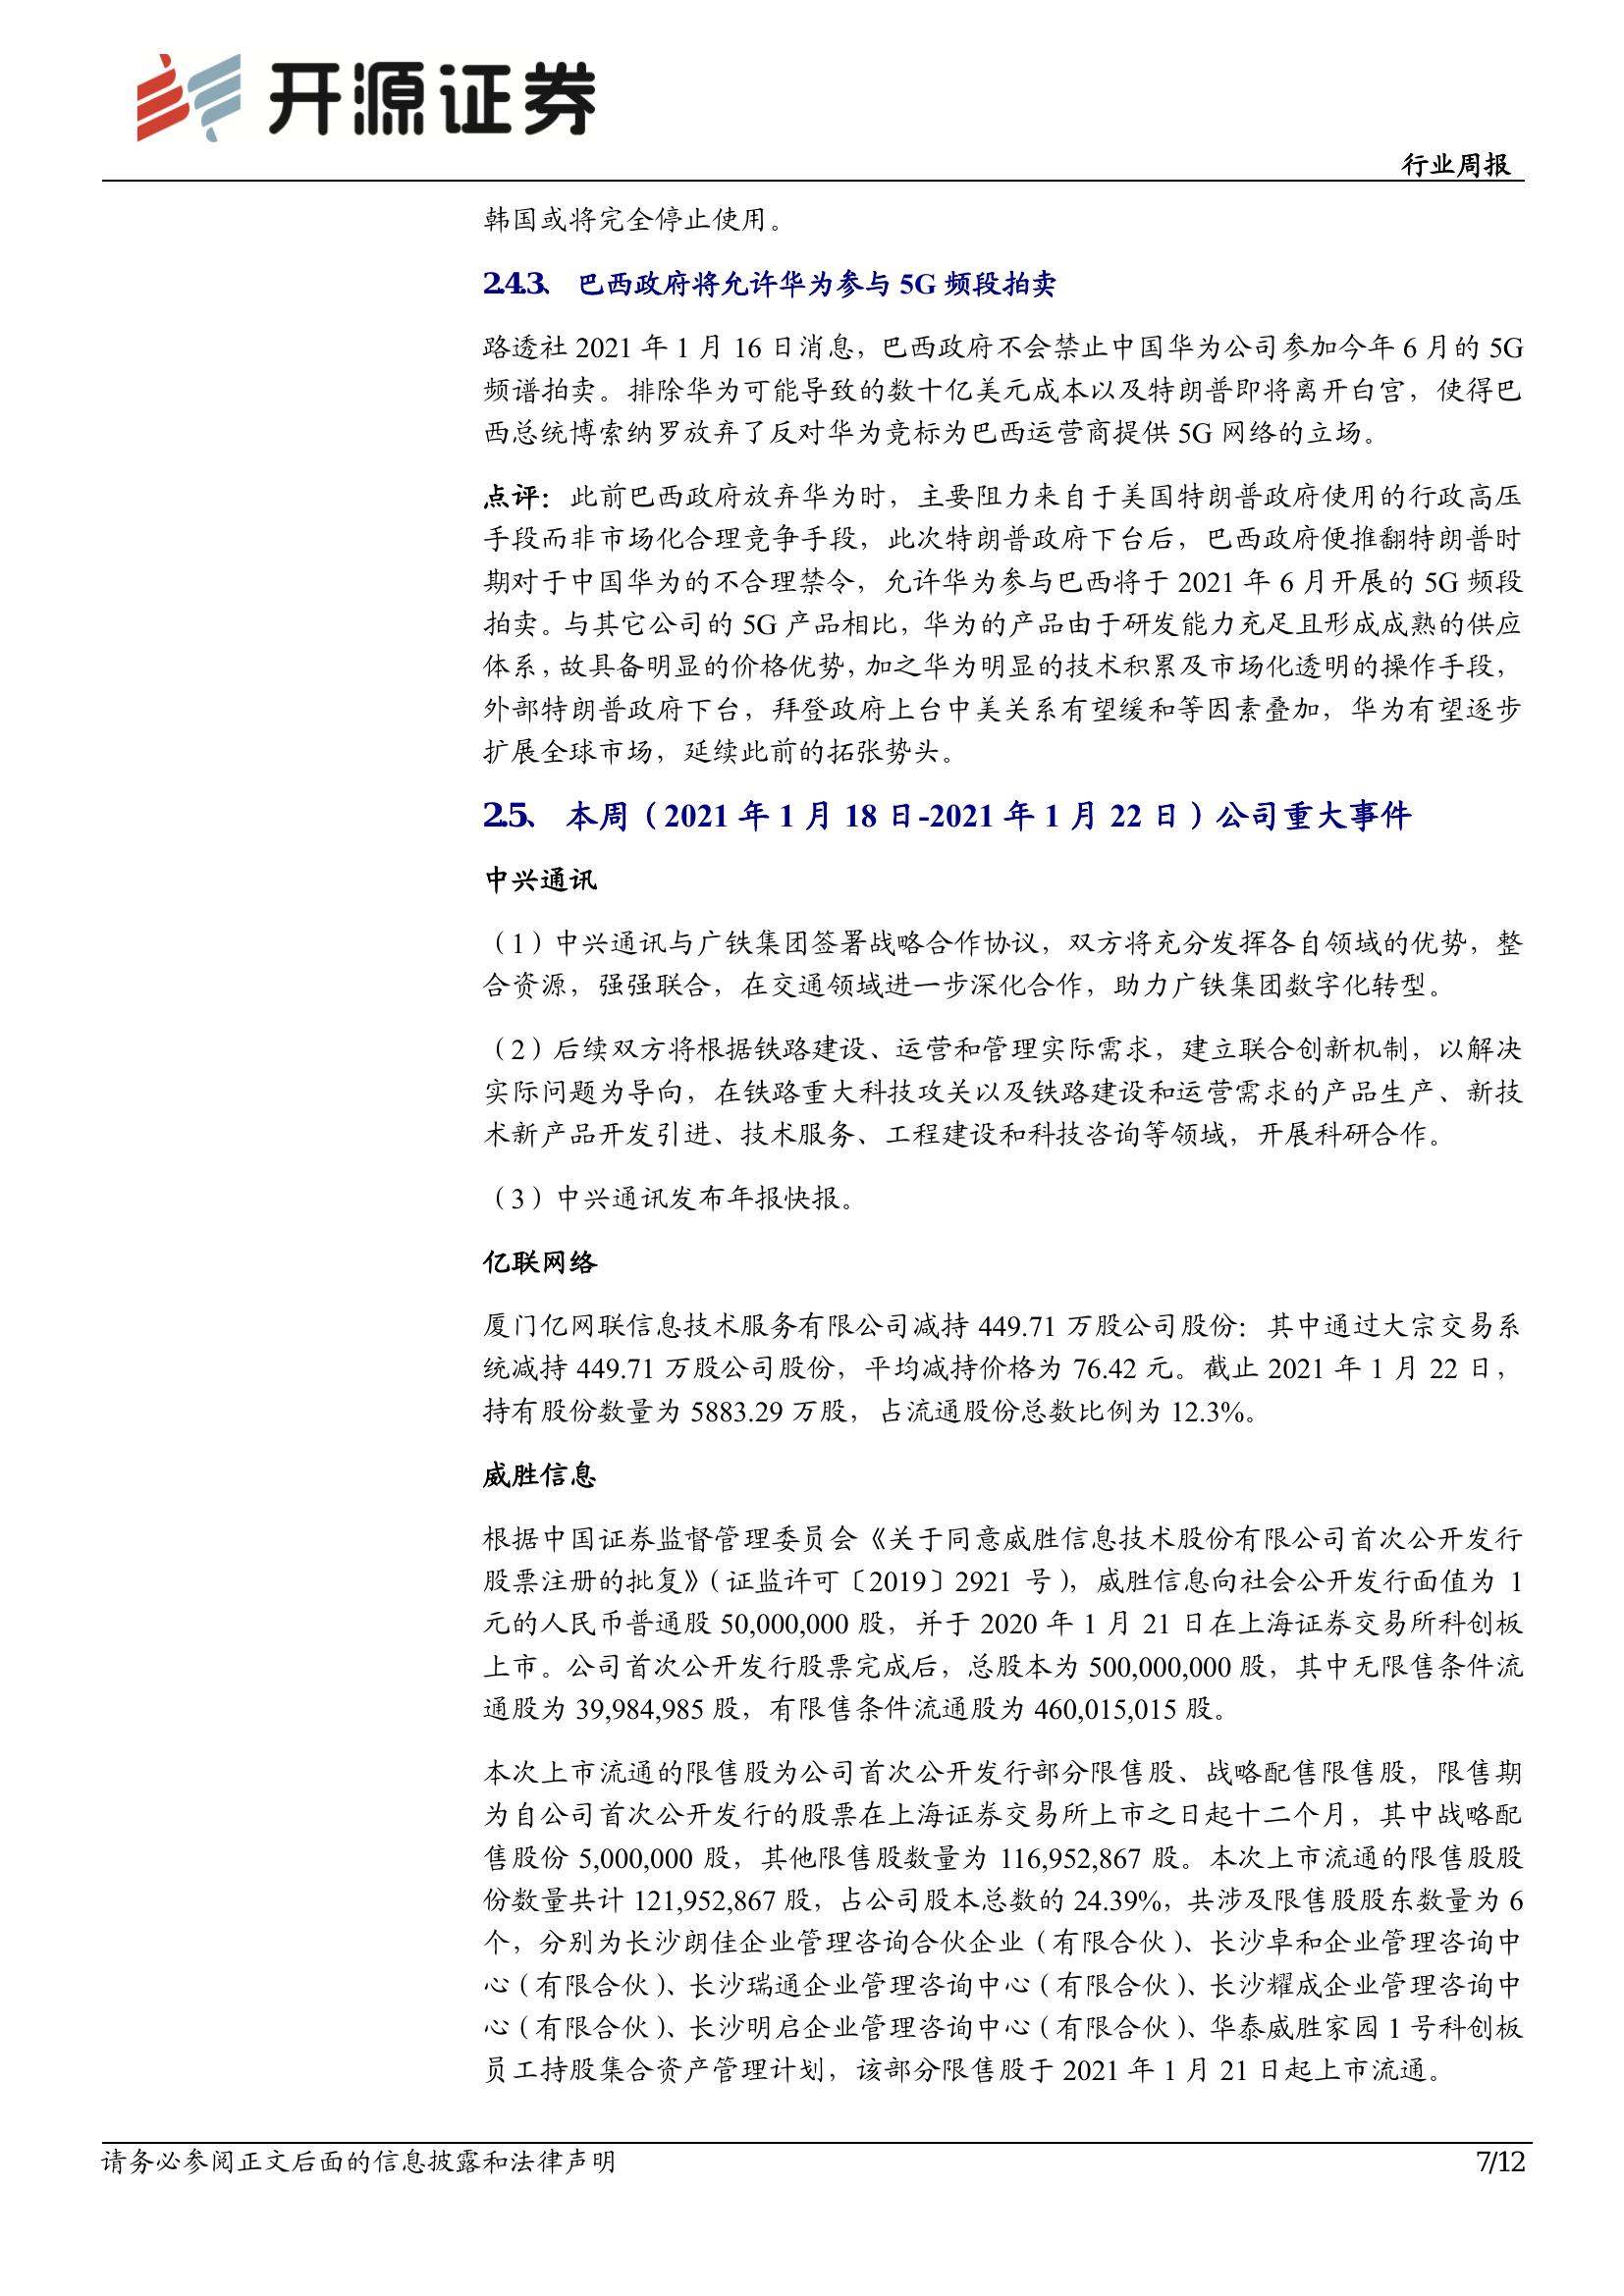 开源证券
行业周报
韩国或将完全停止使用。
2.4.3、 巴西政府将允许华为参与 5G 频段拍卖
路透社 2021 年 1 月 16 日消息，巴西政府不会禁止中国华为公司参加今年 6 月的 5G
频谱拍卖。排除华为可能导致的数十亿美元成本以及特朗普即将离开白宫，使得巴
西总统博索纳罗放弃了反对华为竞标为巴西运营商提供 5G 网络的立场。
点评：此前巴西政府放弃华为时，主要阻力来自于美国特朗普政府使用的行政高压
手段而非市场化合理竞争手段，此次特朗普政府下台后，巴西政府便推翻特朗普时
期对于中国华为的不合理禁令，允许华为参与巴西将于 2021 年 6 月开展的 5G 频段
拍卖。与其它公司的 5G 产品相比，华为的产品由于研发能力充足且形成成熟的供应
体系，故具备明显的价格优势，加之华为明显的技术积累及市场化透明的操作手段，
外部特朗普政府下台，拜登政府上台中美关系有望缓和等因素叠加，华为有望逐步
扩展全球市场，延续此前的拓张势头。
2.5、 本周（2021 年 1 月 18 日-2021 年 1 月 22 日）公司重大事件
中兴通讯
（1）中兴通讯与广铁集团签署战略合作协议，双方将充分发挥各自领域的优势，整
合资源，强强联合，在交通领域进一步深化合作，助力广铁集团数字化转型。
（2）后续双方将根据铁路建设、运营和管理实际需求，建立联合创新机制，以解决
实际问题为导向，在铁路重大科技攻关以及铁路建设和运营需求的产品生产、新技
术新产品开发引进、技术服务、工程建设和科技咨询等领域，开展科研合作。
（3）中兴通讯发布年报快报。
亿联网络
厦门亿网联信息技术服务有限公司减持 449.71 万股公司股份：其中通过大宗交易系
统减持 449.71 万股公司股份，平均减持价格为 76.42 元。截止 2021 年 1 月 22 日，
持有股份数量为 5883.29 万股，占流通股份总数比例为 12.3%。
威胜信息
根据中国证券监督管理委员会《关于同意威胜信息技术股份有限公司首次公开发行
股票注册的批复》（证监许可〔2019〕2921 号），威胜信息向社会公开发行面值为 1
元的人民币普通股 50,000,000 股，并于 2020 年 1 月 21 日在上海证券交易所科创板
上市。公司首次公开发行股票完成后，总股本为 500,000,000 股，其中无限售条件流
通股为 39,984,985 股，有限售条件流通股为 460,015,015 股。
本次上市流通的限售股为公司首次公开发行部分限售股、战略配售限售股，限售期
为自公司首次公开发行的股票在上海证券交易所上市之日起十二个月，其中战略配
售股份 5,000,000 股，其他限售股数量为 116,952,867 股。本次上市流通的限售股股
份数量共计 121,952,867 股，占公司股本总数的 24.39%，共涉及限售股股东数量为 6
个，分别为长沙朗佳企业管理咨询合伙企业（有限合伙）、长沙卓和企业管理咨询中
心（有限合伙）、长沙瑞通企业管理咨询中心（有限合伙）、长沙耀成企业管理咨询中
心（有限合伙）、长沙明启企业管理咨询中心（有限合伙）、华泰威胜家园 1 号科创板
员工持股集合资产管理计划，该部分限售股于 2021 年 1 月 21 日起上市流通。
请务必参阅正文后面的信息披露和法律声明
7/12